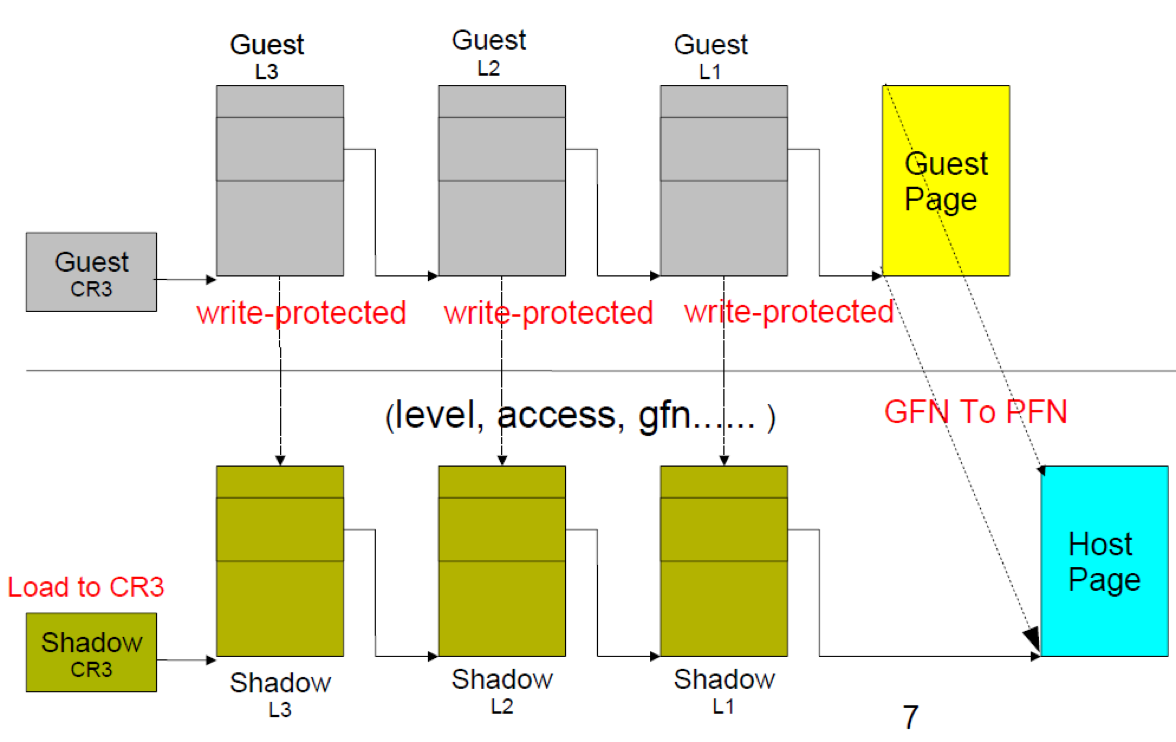 Guest
L3
Guest
L2
Guest
L1
Guest
Page
Guest
CR3
write-protected
write-protected
write-protected
(level, access, gfn...... )
GFN To PFN
Host
Page
Load to CR3
Shadow
CR3
Shadow
L3
Shadow
L2
Shadow
L1
7